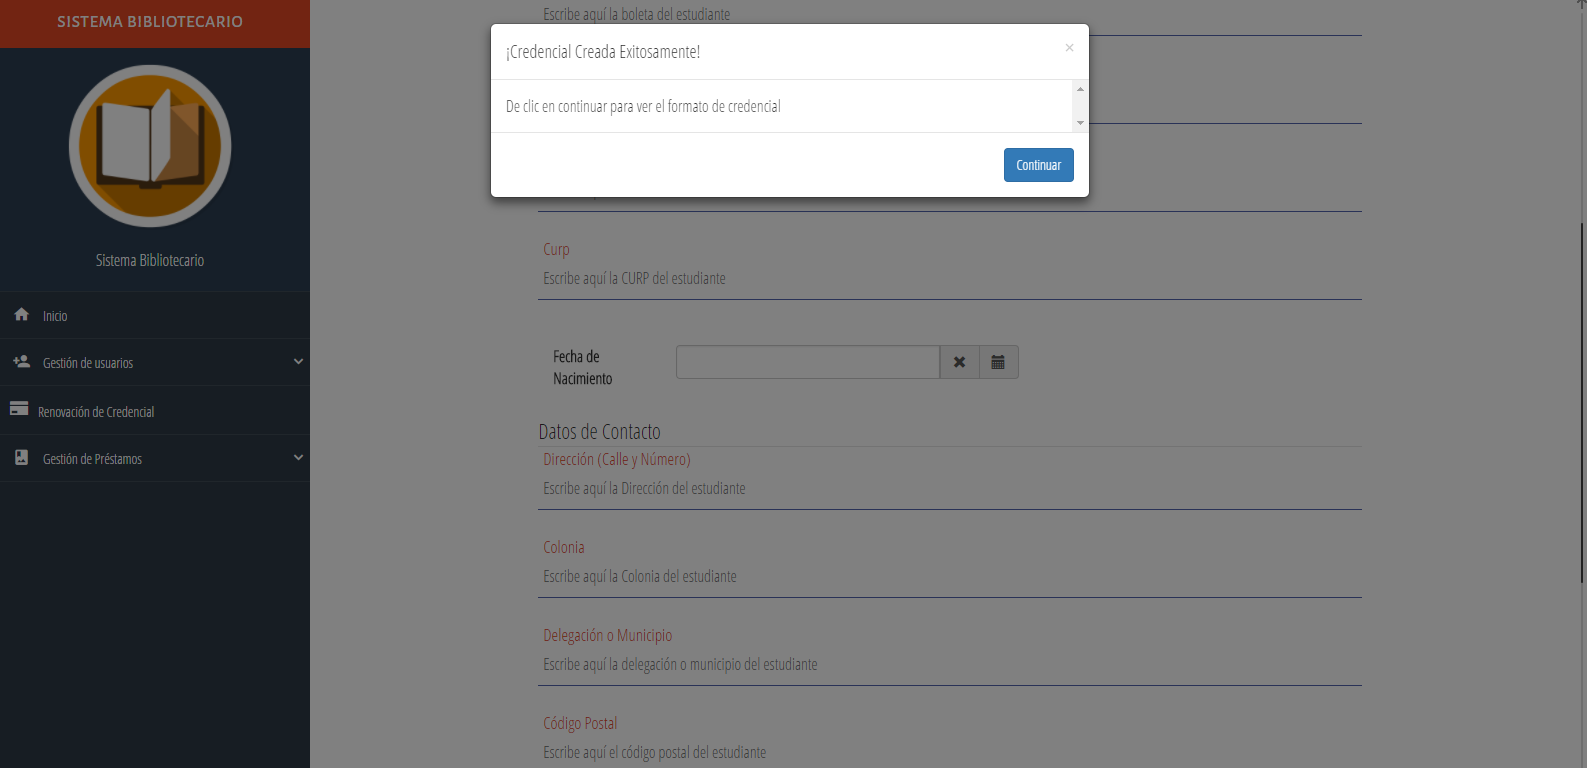 SISTEMA BIBLIOTECARIO
Sistema Bibliotecario
Inicio
Gestión de usuarios
Renovación de Credencial
Gestión de Préstamos
Escribe aquí la boleta del estudiante
¡Credencial Creada Exitosamente!
×
De clic en continuar para ver el formato de credencial
Continuar
Curp
Escribe aquí la CURP del estudiante
Fecha de
Nacimiento
Datos de Contacto
Dirección (Calle y Número)
Escribe aquí la Dirección del estudiante
Colonia
Escribe aquí la Colonia del estudiante
Delegación o Municipio
Escribe aquí la delegación o municipio del estudiante
Código Postal
Escribe aquí el código postal del estudiante